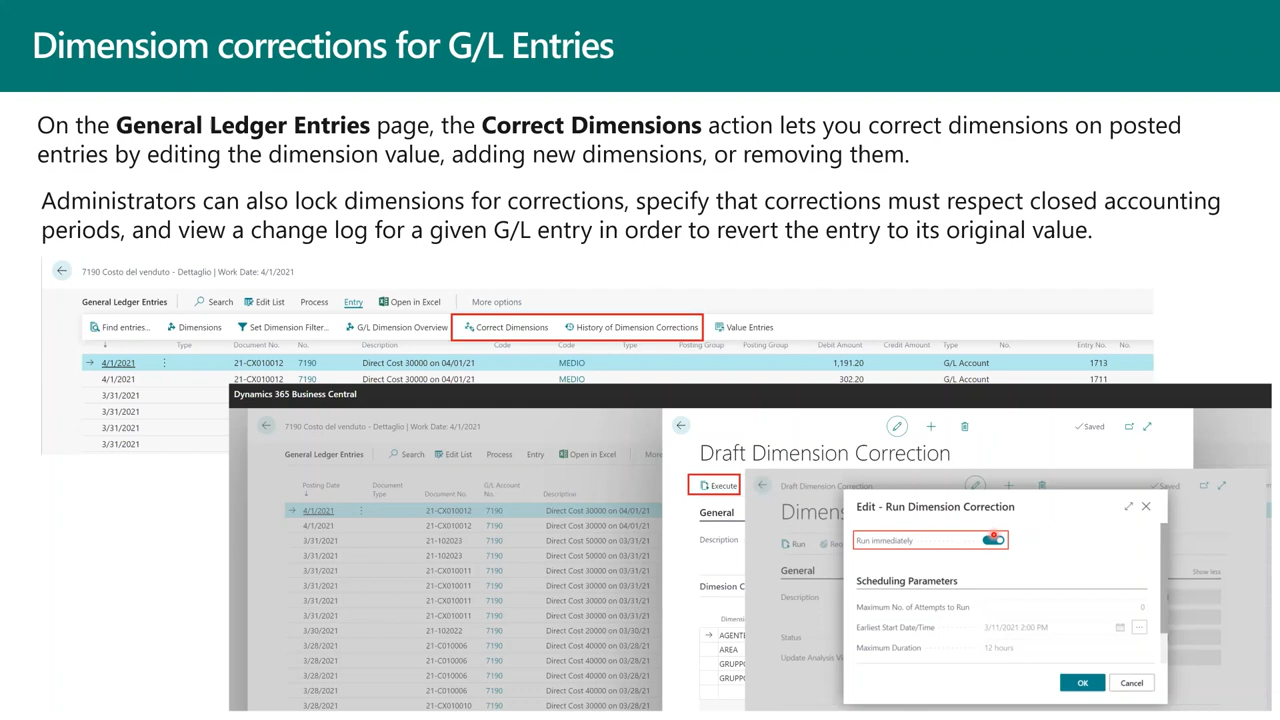 Dimensiom corrections for G/L Entries
On the General Ledger Entries page, the Correct Dimensions action lets you correct dimensions on posted
entries by editing the dimension value, adding new dimensions, or removing them.
Administrators can also lock dimensions for corrections, specify that corrections must respect closed accounting
periods, and view a change log for a given G/L entry in order to revert the entry to its original value.
7190 Costo del venduto - Dettaglio | Work Date: 4/1/2021
General Ledger Entries Search Edit List Process Entry Open in Excel More options
Find entries... Dimensions Set Dimension Filter... G/L Dimension Overview Correct Dimensions History of Dimension Corrections Value Entries
Type Document No. No. Description Code Code Type Posting Group Posting Group Debit Amount Credit Amount Type No. Entry No. No.
4/1/2021 21-CX010012 7190 Direct Cost 30000 on 04/01/21 MEDIO 1,191.20 G/L Account 1713
4/1/2021 21-CX010012 7190 Direct Cost 30000 on 04/01/21 MEDIO 302.20 G/L Account 1711
3/31/2021
3/31/2021
3/31/2021
3/31/2021
Dynamics 365 Business Central
7190 Costo del venduto - Dettaglio | Work Date: 4/1/2021
General Ledger Entries Search Edit List Process Entry Open in Excel More
Posting Date Document Type Document No. G/L Account No. Description
4/1/2021 21-CX010012 7190 Direct Cost 30000 on 04/01/21
4/1/2021 21-CX010012 7190 Direct Cost 30000 on 04/01/21
3/31/2021 21-102023 7190 Direct Cost 50000 on 03/31/21
3/31/2021 21-102023 7190 Direct Cost 50000 on 03/31/21
3/31/2021 21-CX010011 7190 Direct Cost 30000 on 03/31/21
3/31/2021 21-CX010011 7190 Direct Cost 30000 on 03/31/21
3/31/2021 21-CX010011 7190 Direct Cost 30000 on 03/31/21
3/31/2021 21-CX010011 7190 Direct Cost 30000 on 03/31/21
3/30/2021 21-102022 7190 Direct Cost 20000 on 03/30/21
3/28/2021 21-C010006 7190 Direct Cost 40000 on 03/28/21
3/28/2021 21-C010006 7190 Direct Cost 40000 on 03/28/21
3/28/2021 21-C010006 7190 Direct Cost 40000 on 03/28/21
3/28/2021 21-CX010010 7190 Direct Cost 30000 on 03/28/21
Saved
Draft Dimension Correction
Execute
General
Description
Dimesion C
Dimensi
AGENTE
AREA
GRUPPO
GRUPPO
Draft Dimension Correction
Saved
Dimens
Run
General
Show less
Description
Status
Update Analysis Vi
Edit - Run Dimension Correction
Run immediately
Scheduling Parameters
Maximum No. of Attempts to Run 0
Earliest Start Date/Time 3/11/2021 2:00 PM
Maximum Duration 12 hours
OK Cancel